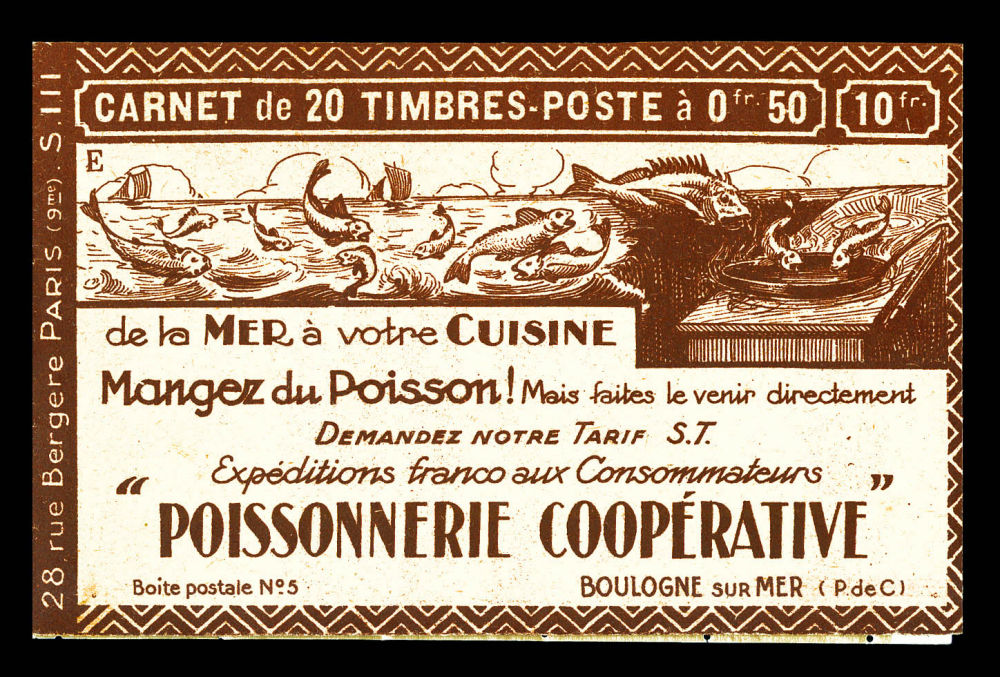 CARNET de 20 TIMBRES-POSTE à 0fr. 50
10fr.
E
de la MER à votre CUISINE
Mangez du Poisson! Mais faites le venir directement
DEMANDEZ NOTRE TARIF S.T.
Expéditions franco aux Consommateurs
" POISSONNERIE COOPÉRATIVE "
Boite postale Nº 5
BOULOGNE SUR MER (P.deC)
28, rue Bergere PARIS (9me). S.111